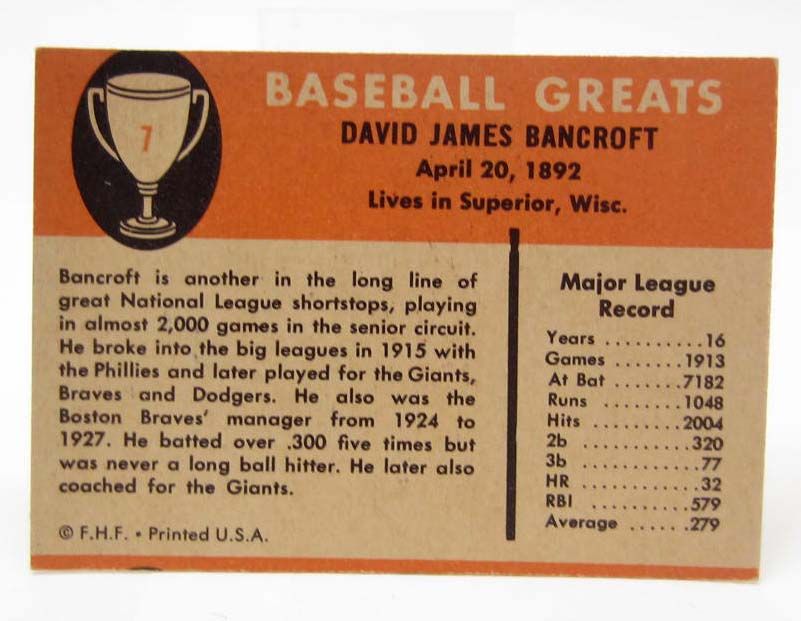 7
BASEBALL GREATS
DAVID JAMES BANCROFT
April 20, 1892
Lives in Superior, Wisc.
Bancroft is another in the long line of
great National League shortstops, playing
in almost 2,000 games in the senior circuit.
He broke into the big leagues in 1915 with
the Phillies and later played for the Giants,
Braves and Dodgers. He also was the
Boston Braves' manager from 1924 to
1927. He batted over .300 five times but
was never a long ball hitter. He later also
coached for the Giants.
© F.H.F. • Printed U.S.A.
Major League
Record
Years ..........16
Games .......1913
At Bat .......7182
Runs ........1048
Hits .........2004
2b ...........320
3b ............77
HR ............32
RBI ..........579
Average ......279